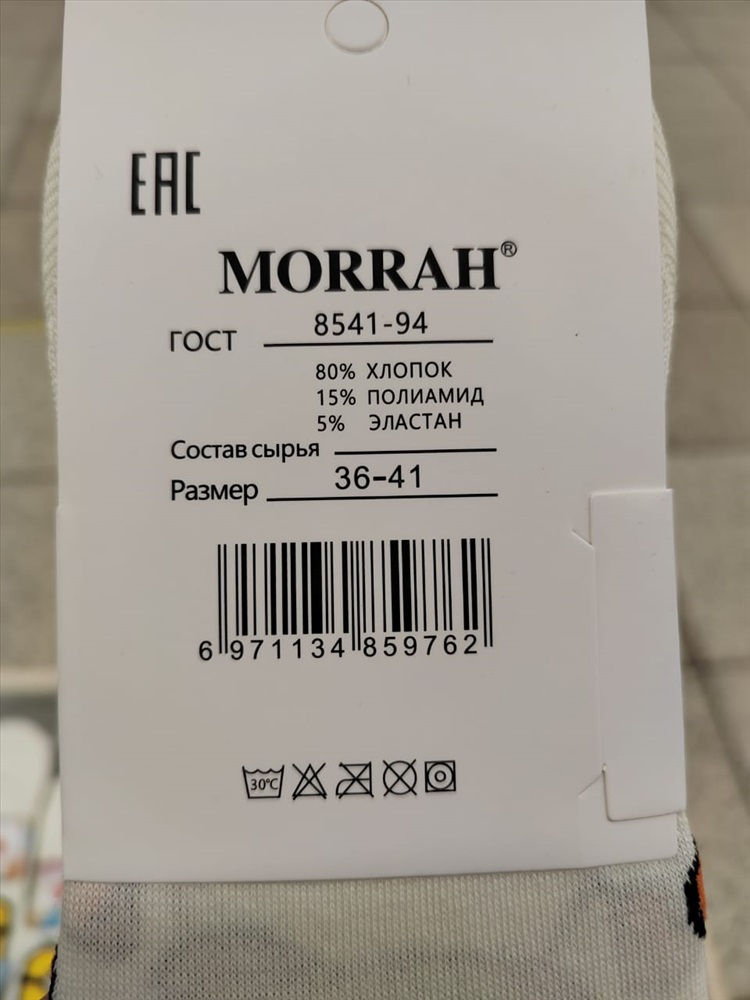 EAC
MORRAH®
ГОСТ 8541-94
80% ХЛОПОК
15% ПОЛИАМИД
5% ЭЛАСТАН
Состав сырья
Размер 36-41
6 971134 859762
30°C